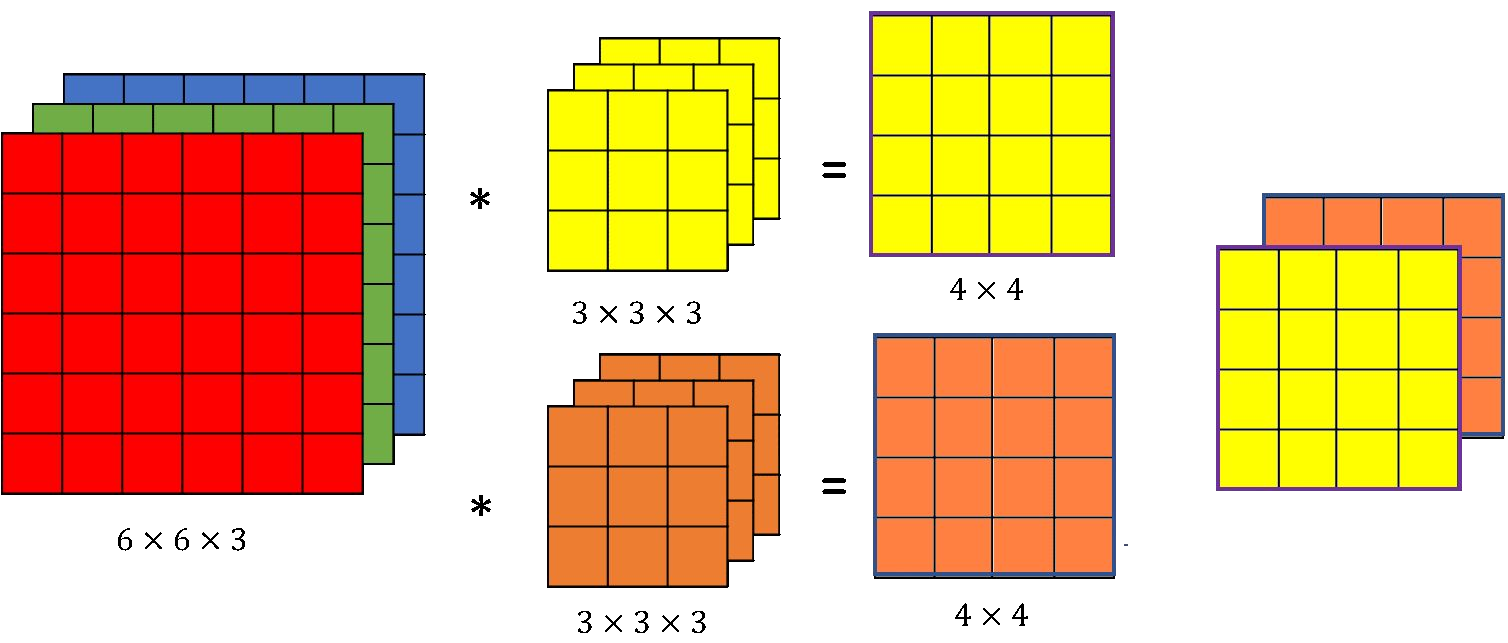 6 × 6 × 3
*
3 × 3 × 3
=
4 × 4
*
3 × 3 × 3
=
4 × 4